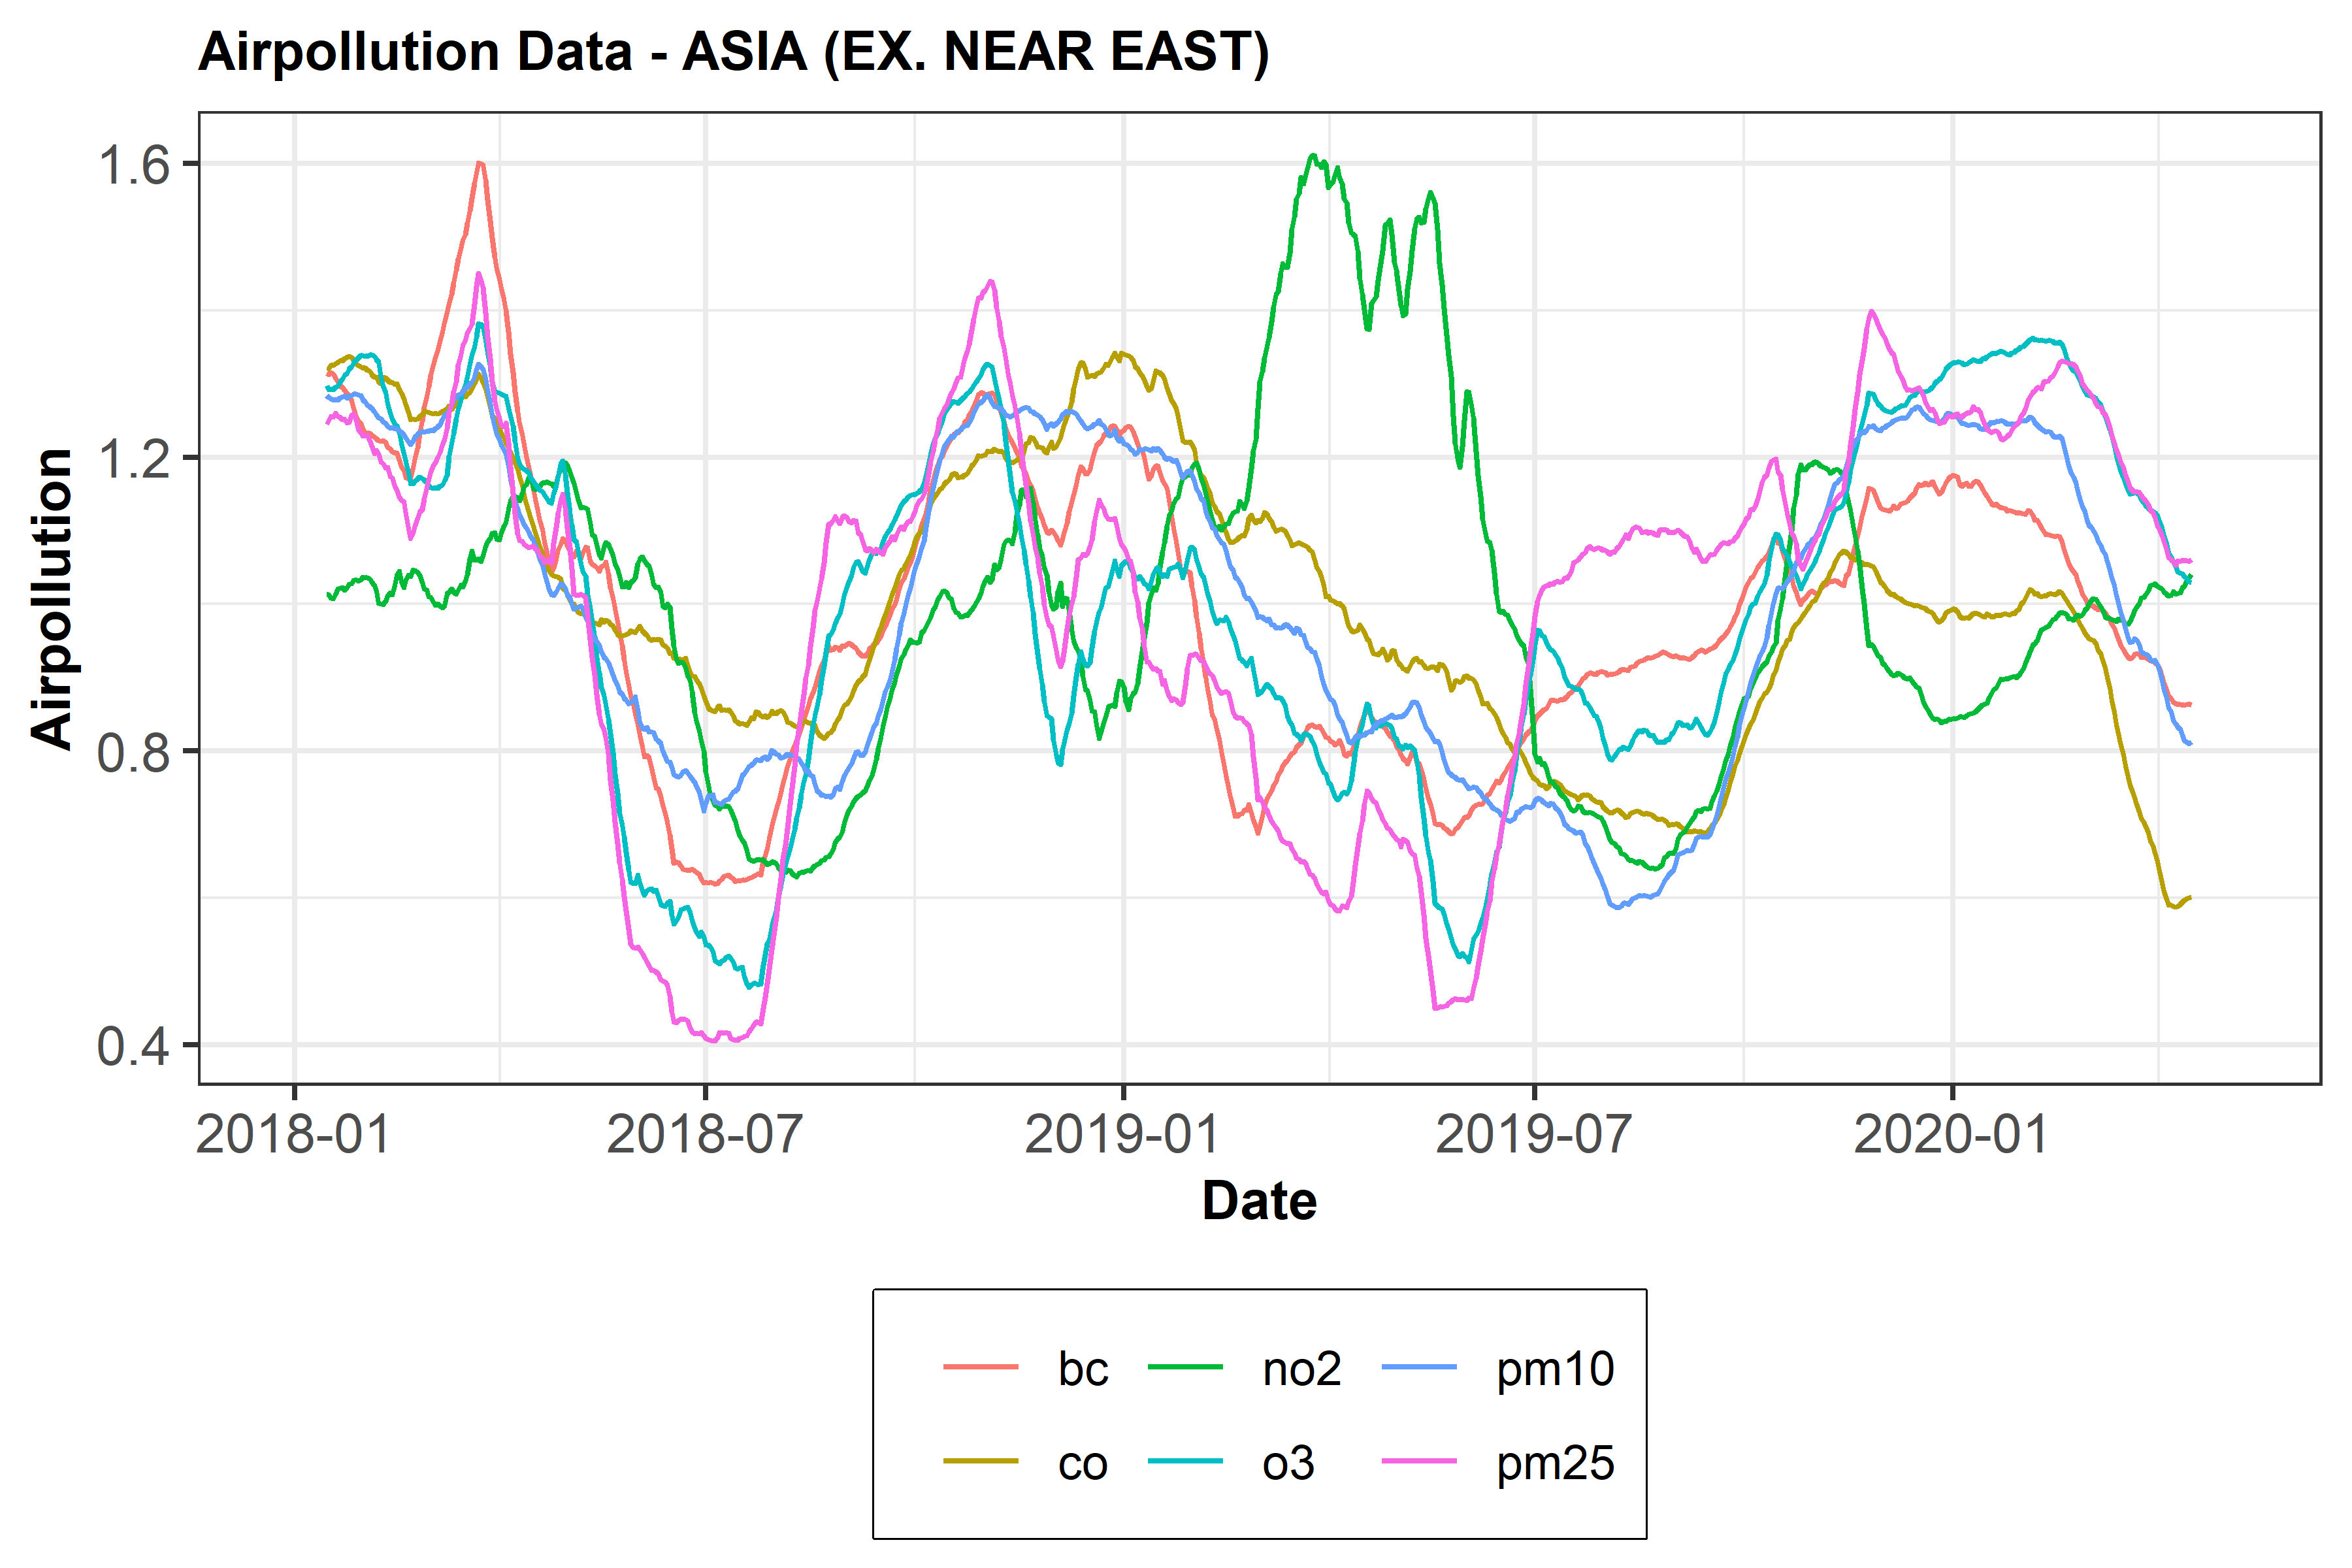 Airpollution Data - ASIA (EX. NEAR EAST)
Airpollution
1.6
1.2
0.8
0.4
2018-01 2018-07 2019-01 2019-07 2020-01
Date
bc no2 pm10
co o3 pm25